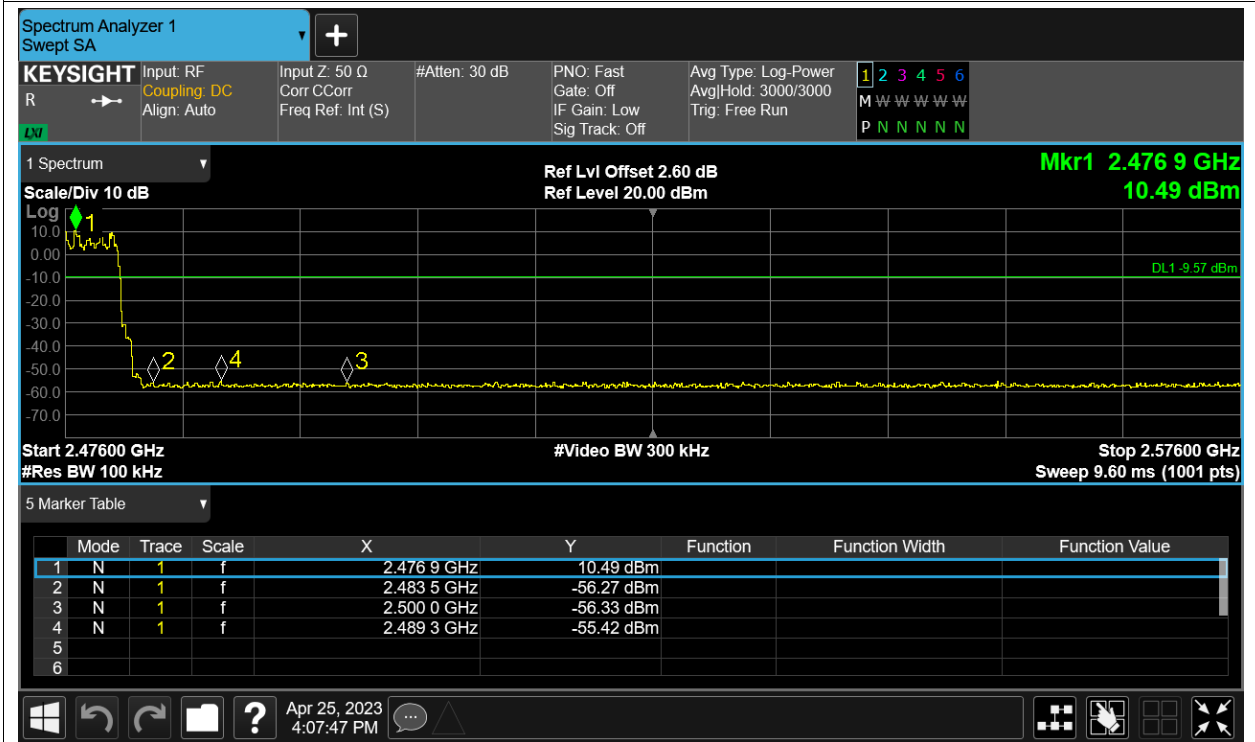 Spectrum Analyzer 1
Swept SA
+
KEYSIGHT Input: RF Input Z: 50 Ω #Atten: 30 dB PNO: Fast Avg Type: Log-Power 1 2 3 4 5 6
R Coupling: DC Corr CCorr Gate: Off Avg|Hold: 3000/3000 M W W W W W
Align: Auto Freq Ref: Int (S) IF Gain: Low Trig: Free Run
LXI Sig Track: Off P N N N N N
1 Spectrum Ref Lvl Offset 2.60 dB Mkr1 2.476 9 GHz
Scale/Div 10 dB Ref Level 20.00 dBm 10.49 dBm
Log
1
10.0
0.00
DL1 -9.57 dBm
-10.0
-20.0
-30.0
-40.0
2 4 3
-50.0
-60.0
-70.0
Start 2.47600 GHz #Video BW 300 kHz Stop 2.57600 GHz
#Res BW 100 kHz Sweep 9.60 ms (1001 pts)
5 Marker Table
Mode Trace Scale X Y Function Function Width Function Value
1 N 1 f 2.476 9 GHz 10.49 dBm
2 N 1 f 2.483 5 GHz -56.27 dBm
3 N 1 f 2.500 0 GHz -56.33 dBm
4 N 1 f 2.489 3 GHz -55.42 dBm
5
6
? Apr 25, 2023
4:07:47 PM